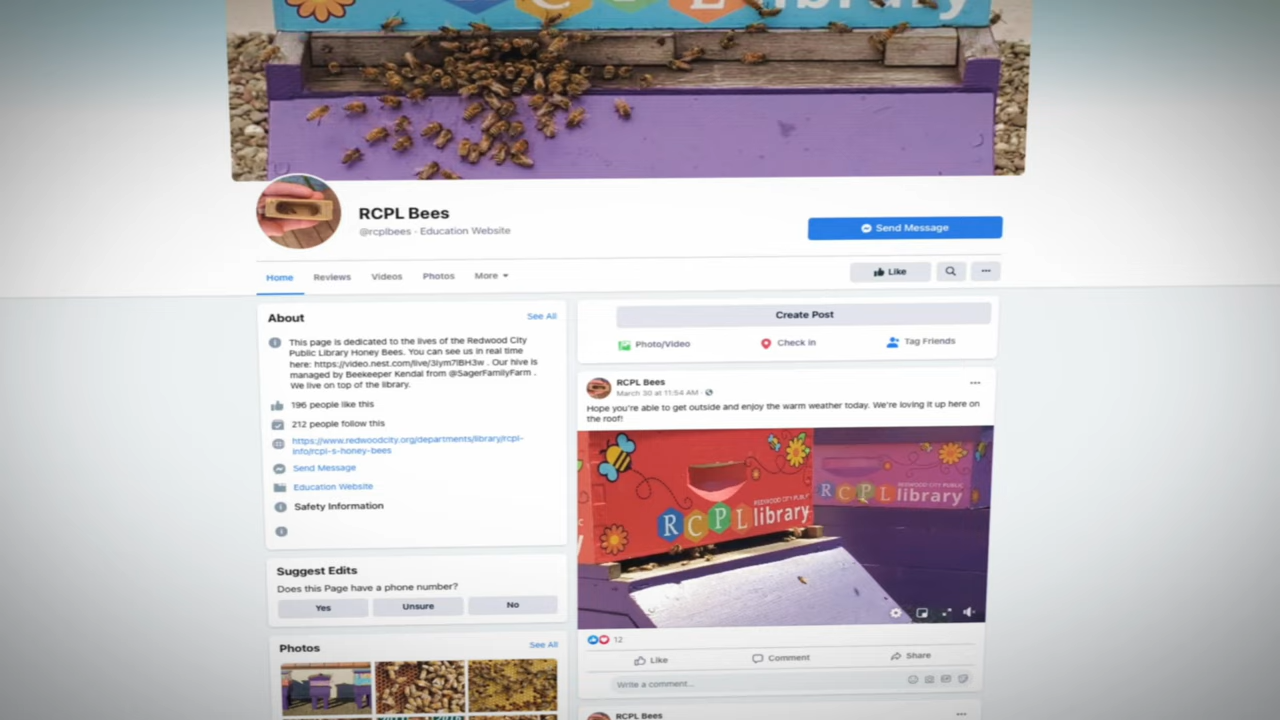 C L library
RCPL Bees
@rcplbees · Education Website
Send Message
Home Reviews Videos Photos More
Like
About
See All
This page is dedicated to the lives of the Redwood City
Public Library Honey Bees. You can see us in real time
here: https://video.nest.com/live/3lym7IBH3w . Our hive is
managed by Beekeeper Kendal from @SagerFamilyFarm .
We live on top of the library.
196 people like this
212 people follow this
https://www.redwoodcity.org/departments/library/rcpl-
info/rcpl-s-honey-bees
Send Message
Education Website
Safety Information
Suggest Edits
Does this Page have a phone number?
Yes Unsure No
Photos
See All
Create Post
Photo/Video Check in Tag Friends
RCPL Bees
March 30 at 11:54 AM ·
Hope you're able to get outside and enjoy the warm weather today. We're loving it up here on
the roof!
REDWOOD CITY PUBLIC
RCPL library
REDWOOD CITY PUBLIC
RCPL library
12
Like Comment Share
Write a comment...
RCPL Bees